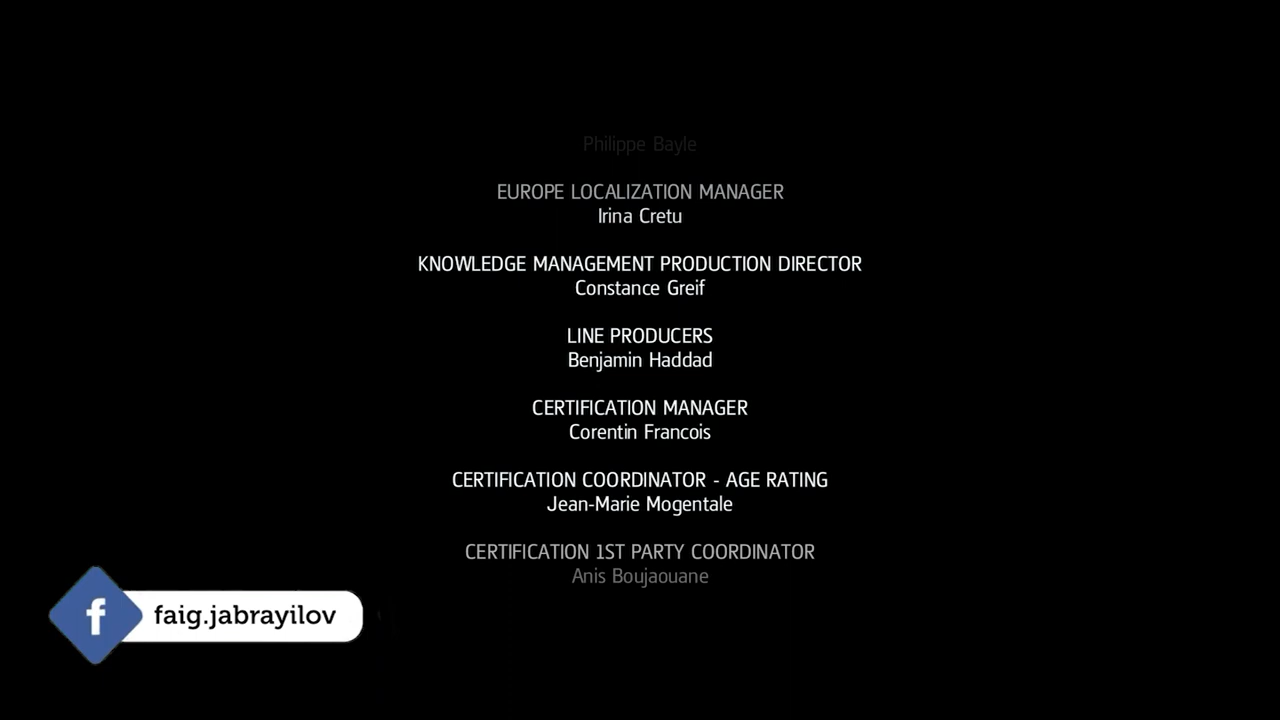 Philippe Bayle
EUROPE LOCALIZATION MANAGER
Irina Cretu
KNOWLEDGE MANAGEMENT PRODUCTION DIRECTOR
Constance Greif
LINE PRODUCERS
Benjamin Haddad
CERTIFICATION MANAGER
Corentin Francois
CERTIFICATION COORDINATOR - AGE RATING
Jean-Marie Mogentale
CERTIFICATION 1ST PARTY COORDINATOR
Anis Boujaouane
f faig.jabrayilov